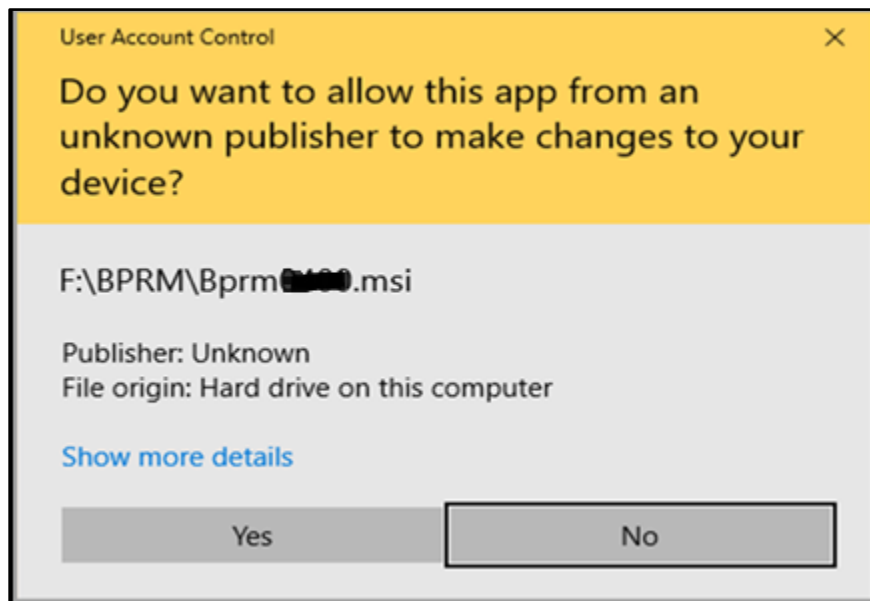 User Account Control
Do you want to allow this app from an
unknown publisher to make changes to your
device?
F:\BPRM\Bprm .msi
Publisher: Unknown
File origin: Hard drive on this computer
Show more details
Yes
No